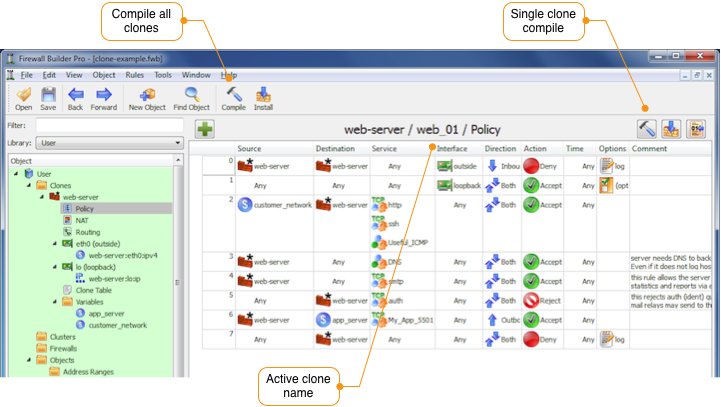 Compile all
clones
Single clone
compile
Firewall Builder Pro - [clone-example.fwb]
File Edit View Object Rules Tools Window Help
Open Save Back Forward New Object Find Object Compile Install
Filter:
Library: User
web-server / web_01 / Policy
Object
User
Clones
web-server
Policy
NAT
Routing
eth0 (outside)
web-server:eth0:ipv4
lo (loopback)
web-server:lo:ip
Clone Table
Variables
app_server
customer_network
Clusters
Firewalls
Objects
Address Ranges
Source Destination Service Interface Direction Action Time Options Comment
0 web-server web-server Any outside Inbou Deny Any log
1 Any Any Any loopback Both Accept Any (opt
2 customer_network web-server http Any Both Accept Any
ssh
Useful_ICMP
3 web-server Any DNS Any Both Accept Any server needs DNS to back
Even if it does not log host
4 web-server Any smtp Any Both Accept Any this rule allows the server
statistics and reports via e
5 Any web-server auth Any Both Reject Any this rejects auth (ident) qu
mail relays may send to th
6 web-server app_server My_App_5501 Any Outbo Accept Any
7 Any Any Any Any Both Deny Any log
Active clone
name